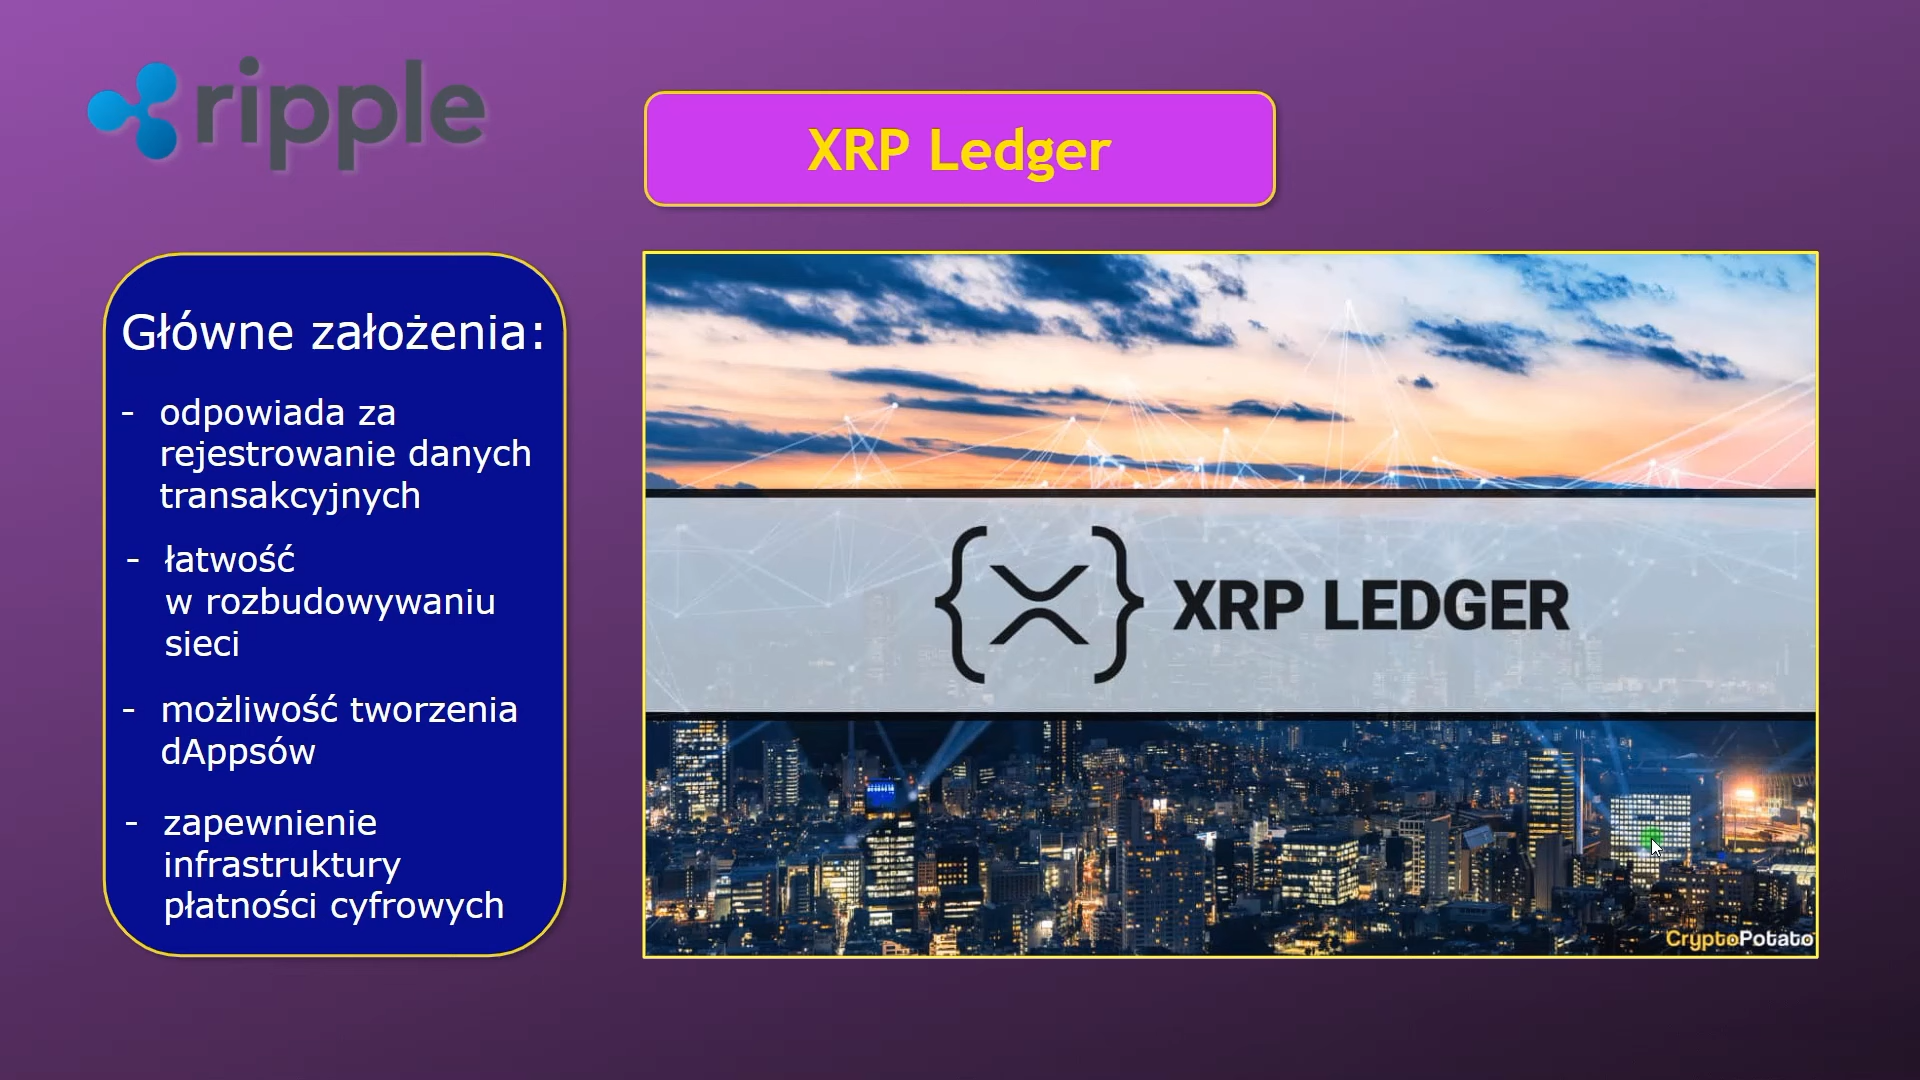 ripple
XRP Ledger
Główne założenia:
- odpowiada za
rejestrowanie danych
transakcyjnych
- łatwość
w rozbudowywaniu
sieci
- możliwość tworzenia
dAppsów
- zapewnienie
infrastruktury
płatności cyfrowych
XRP LEDGER
CryptoPotato